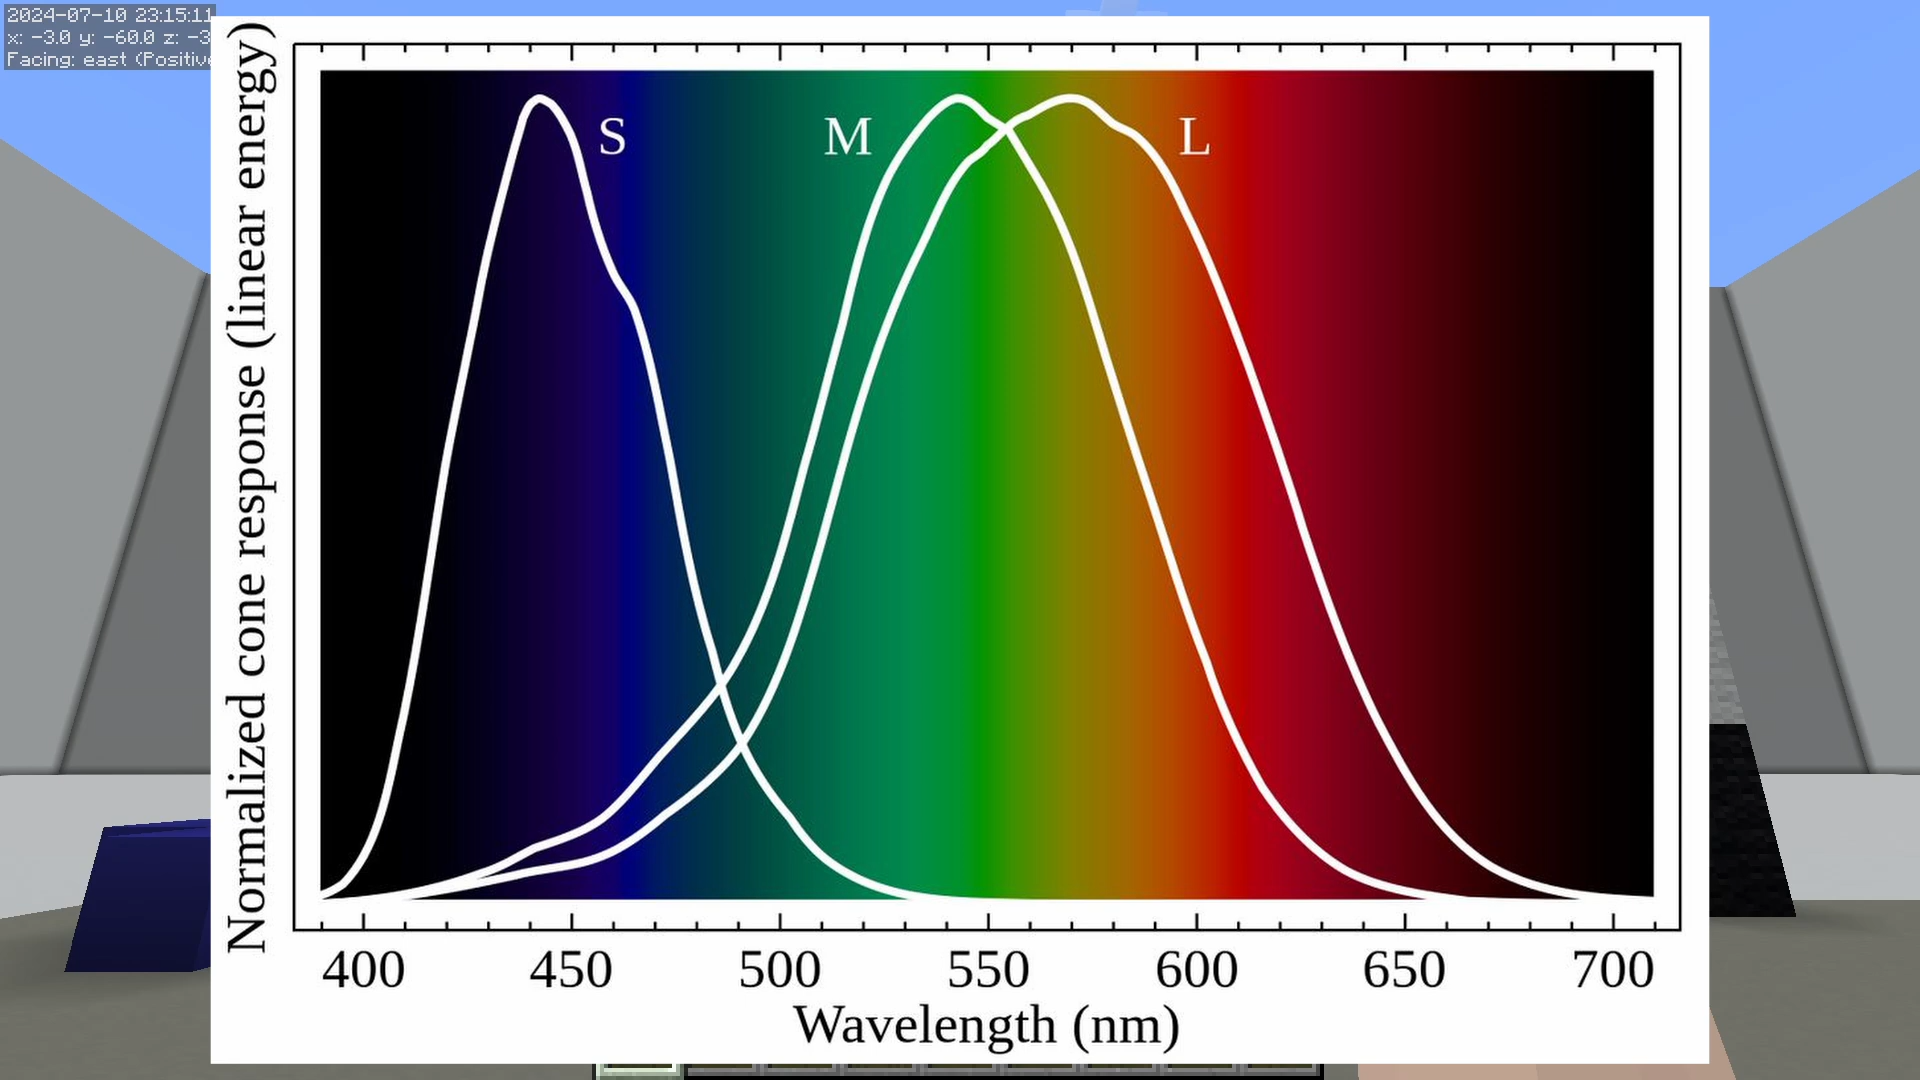 2024-07-10 23:15:11
x: -3.0 y: -60.0 z: -3
Facing: east (Positive
Normalized cone response (linear energy)
S
M
L
400 450 500 550 600 650 700
Wavelength (nm)